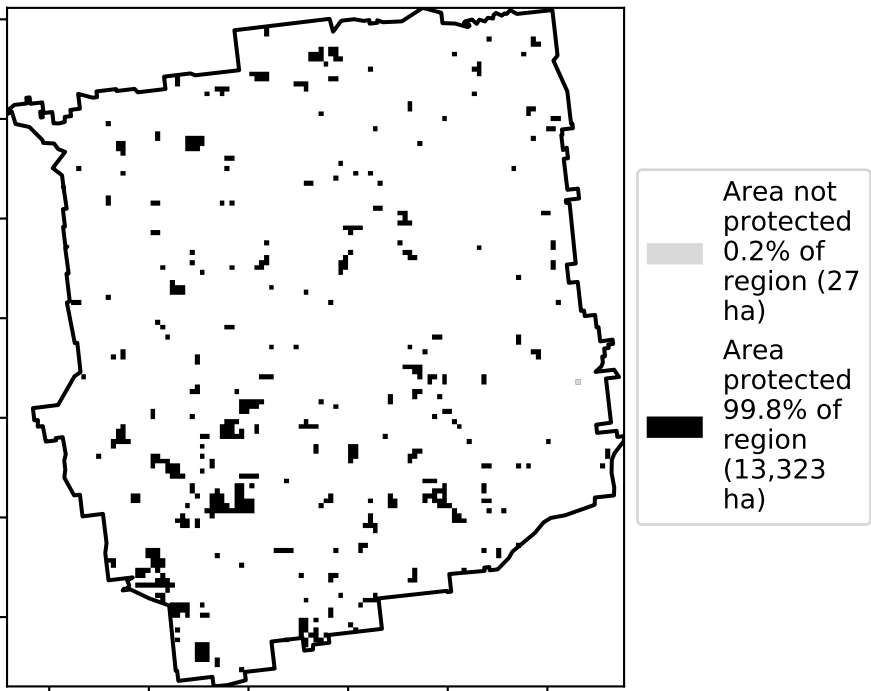 Area not
protected
0.2% of
region (27
ha)
Area
protected
99.8% of
region
(13,323
ha)